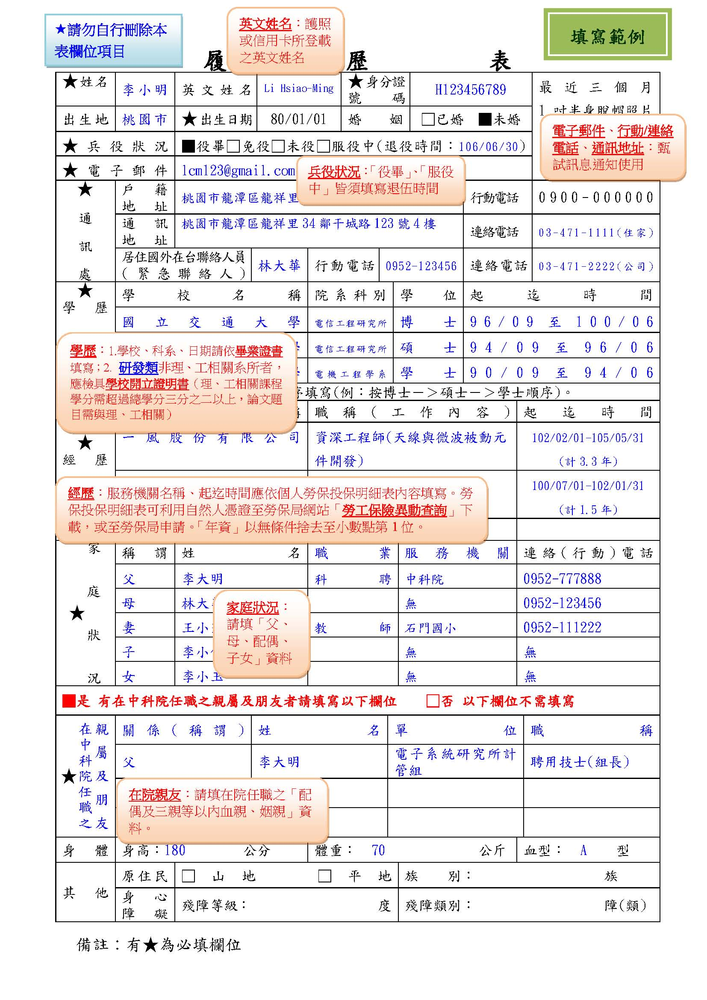 ★請勿自行刪除本
表欄位項目
英文姓名：護照
或信用卡所登載
之英文姓名
填寫範例
履 歷 表
★姓名 李小明 英文姓名 Li Hsiao-Ming ★身分證
號碼 H123456789 最近三個月
1 吋半身脫帽照片
出生地 桃園市 ★出生日期 80/01/01 婚姻 □已婚 ■未婚
電子郵件、行動/連絡
電話、通訊地址：甄
試訊息通知使用
★兵役狀況 ■役畢□免役□未役□服役中(退役時間：106/06/30)
★電子郵件 lcm123@gmail.com
兵役狀況：「役畢」、「服役
中」皆須填寫退伍時間
★通訊處
戶籍
地址 桃園市龍潭區龍祥里 行動電話 0900-000000
通訊
地址 桃園市龍潭區龍祥里 34 鄰干城路 123 號 4 樓 連絡電話 03-471-1111(住家)
居住國外在台聯絡人員
(緊急聯絡人) 林大華 行動電話 0952-123456 連絡電話 03-471-2222(公司)
★學歷 學校名稱 院系科別 學位 起迄時間
國立交通大學 電信工程研究所 博士 96/09 至 100/06
電信工程研究所 碩士 94/09 至 96/06
電機工程學系 學士 90/09 至 94/06
學歷：1.學校、科系、日期請依畢業證書
填寫；2. 研發類非理、工相關系所者，
應檢具學校開立證明書（理、工相關課程
學分需超過總學分三分之二以上，論文題
目需與理、工相關）
序填寫(例：按博士－＞碩士－＞學士順序)。
職稱(工作內容) 起迄時間
★經歷
一風股份有限公司 資深工程師(天線與微波被動元
件開發) 102/02/01-105/05/31
(計 3.3 年)
100/07/01-102/01/31
(計 1.5 年)
經歷：服務機關名稱、起迄時間應依個人勞保投保明細表內容填寫。勞
保投保明細表可利用自然人憑證至勞保局網站「勞工保險異動查詢」下
載，或至勞保局申請。「年資」以無條件捨去至小數點第 1 位。
★家庭狀況
稱謂 姓名 職業 服務機關 連絡(行動)電話
父 李大明 科聘 中科院 0952-777888
母 林大 無 0952-123456
妻 王小 教師 石門國小 0952-111222
子 李小 無 無
女 李小玉 無 無
家庭狀況：
請填「父、
母、配偶、
子女」資料
■是 有在中科院任職之親屬及朋友者請填寫以下欄位 □否 以下欄位不需填寫
★在中科院任職之
親屬及朋友
關係(稱謂) 姓名 單位 職稱
父 李大明 電子系統研究所計
管組 聘用技士(組長)
在院親友：請填在院任職之「配
偶及三親等以內血親、姻親」資
料。
身體 身高：180 公分 體重： 70 公斤 血型： A 型
其他 原住民 □ 山地 □ 平地 族別： 族
身心
障礙 殘障等級： 度 殘障類別： 障(類)
備註：有★為必填欄位